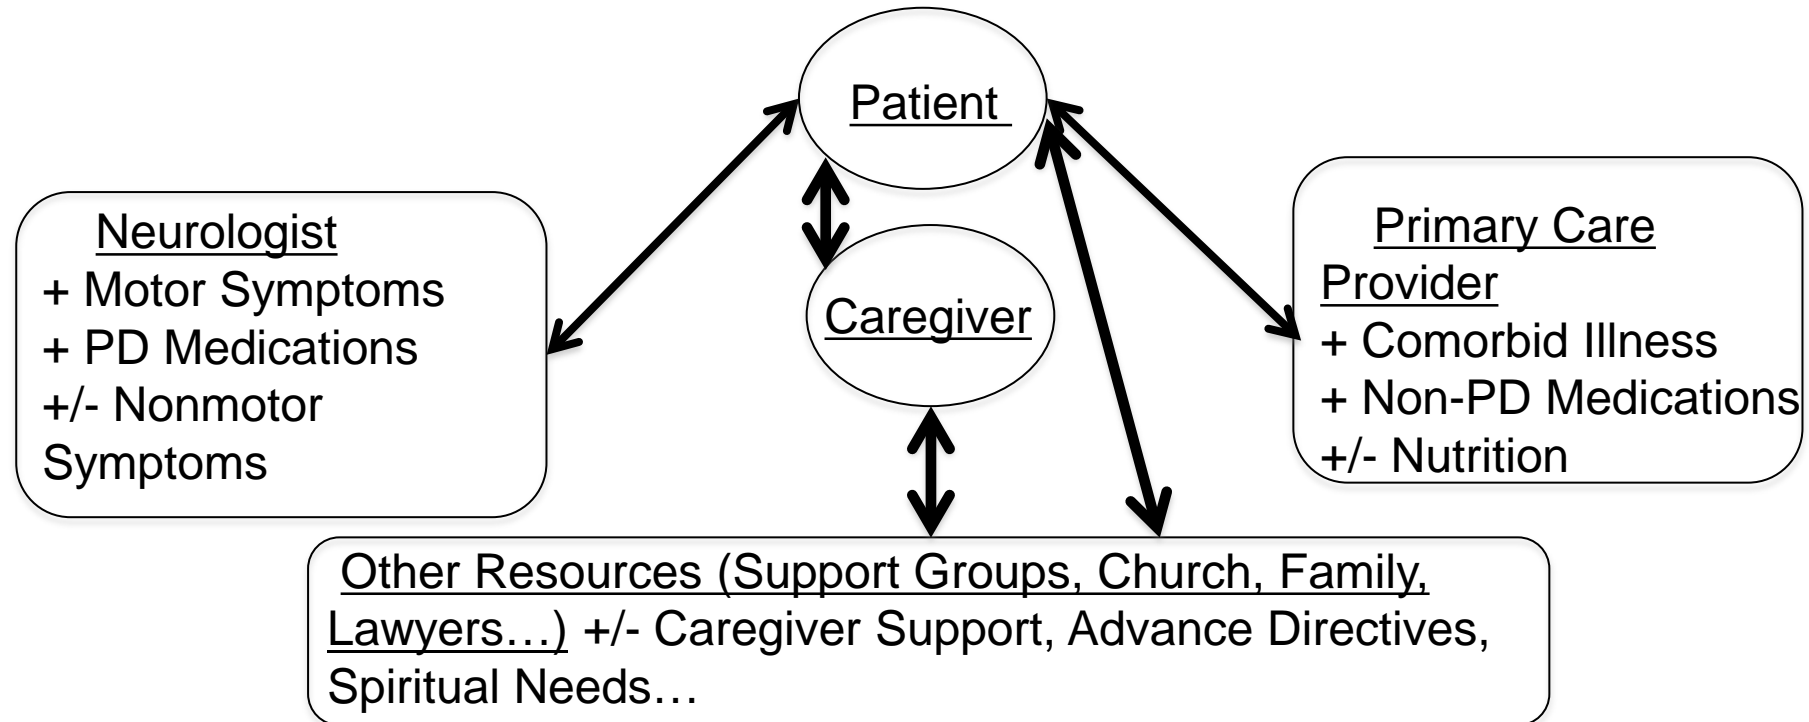 Patient
Neurologist
+ Motor Symptoms
+ PD Medications
+/- Nonmotor
Symptoms
Caregiver
Primary Care
Provider
+ Comorbid Illness
+ Non-PD Medications
+/- Nutrition
Other Resources (Support Groups, Church, Family,
Lawyers…) +/- Caregiver Support, Advance Directives,
Spiritual Needs…